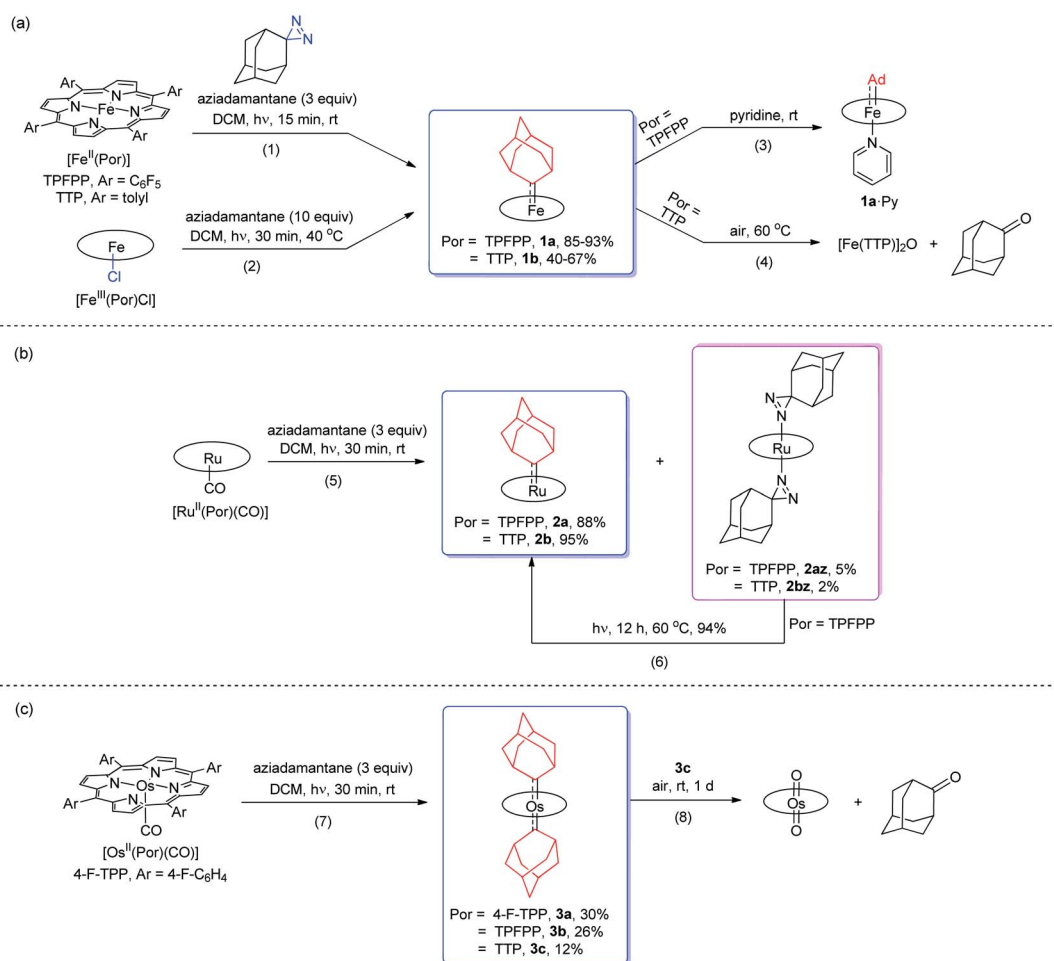 (a)
N
N
aziadamantane (3 equiv)
DCM, hν, 15 min, rt
(1)
Ar
Ar
N
N
Fe
N
N
Ar
Ar
[Feᴵᴵ(Por)]
TPFPP, Ar = C₆F₅
TTP, Ar = tolyl
Fe
Cl
[Feᴵᴵᴵ(Por)Cl]
aziadamantane (10 equiv)
DCM, hν, 30 min, 40 °C
(2)
Fe
Por = TPFPP, 1a, 85-93%
= TTP, 1b, 40-67%
Por =
TPFPP
pyridine, rt
(3)
Ad
Fe
N
1a·Py
Por =
TTP
air, 60 °C
(4)
[Fe(TTP)]₂O +
O
(b)
Ru
CO
[Ruᴵᴵ(Por)(CO)]
aziadamantane (3 equiv)
DCM, hν, 30 min, rt
(5)
Ru
Por = TPFPP, 2a, 88%
= TTP, 2b, 95%
+
N
N
Ru
N
N
Por = TPFPP, 2az, 5%
= TTP, 2bz, 2%
Por = TPFPP
hν, 12 h, 60 °C, 94%
(6)
(c)
Ar
Ar
N
N
Os
N
N
Ar
Ar
CO
[Osᴵᴵ(Por)(CO)]
4-F-TPP, Ar = 4-F-C₆H₄
aziadamantane (3 equiv)
DCM, hν, 30 min, rt
(7)
Os
Por = 4-F-TPP, 3a, 30%
= TPFPP, 3b, 26%
= TTP, 3c, 12%
3c
air, rt, 1 d
(8)
O
Os
O
+
O